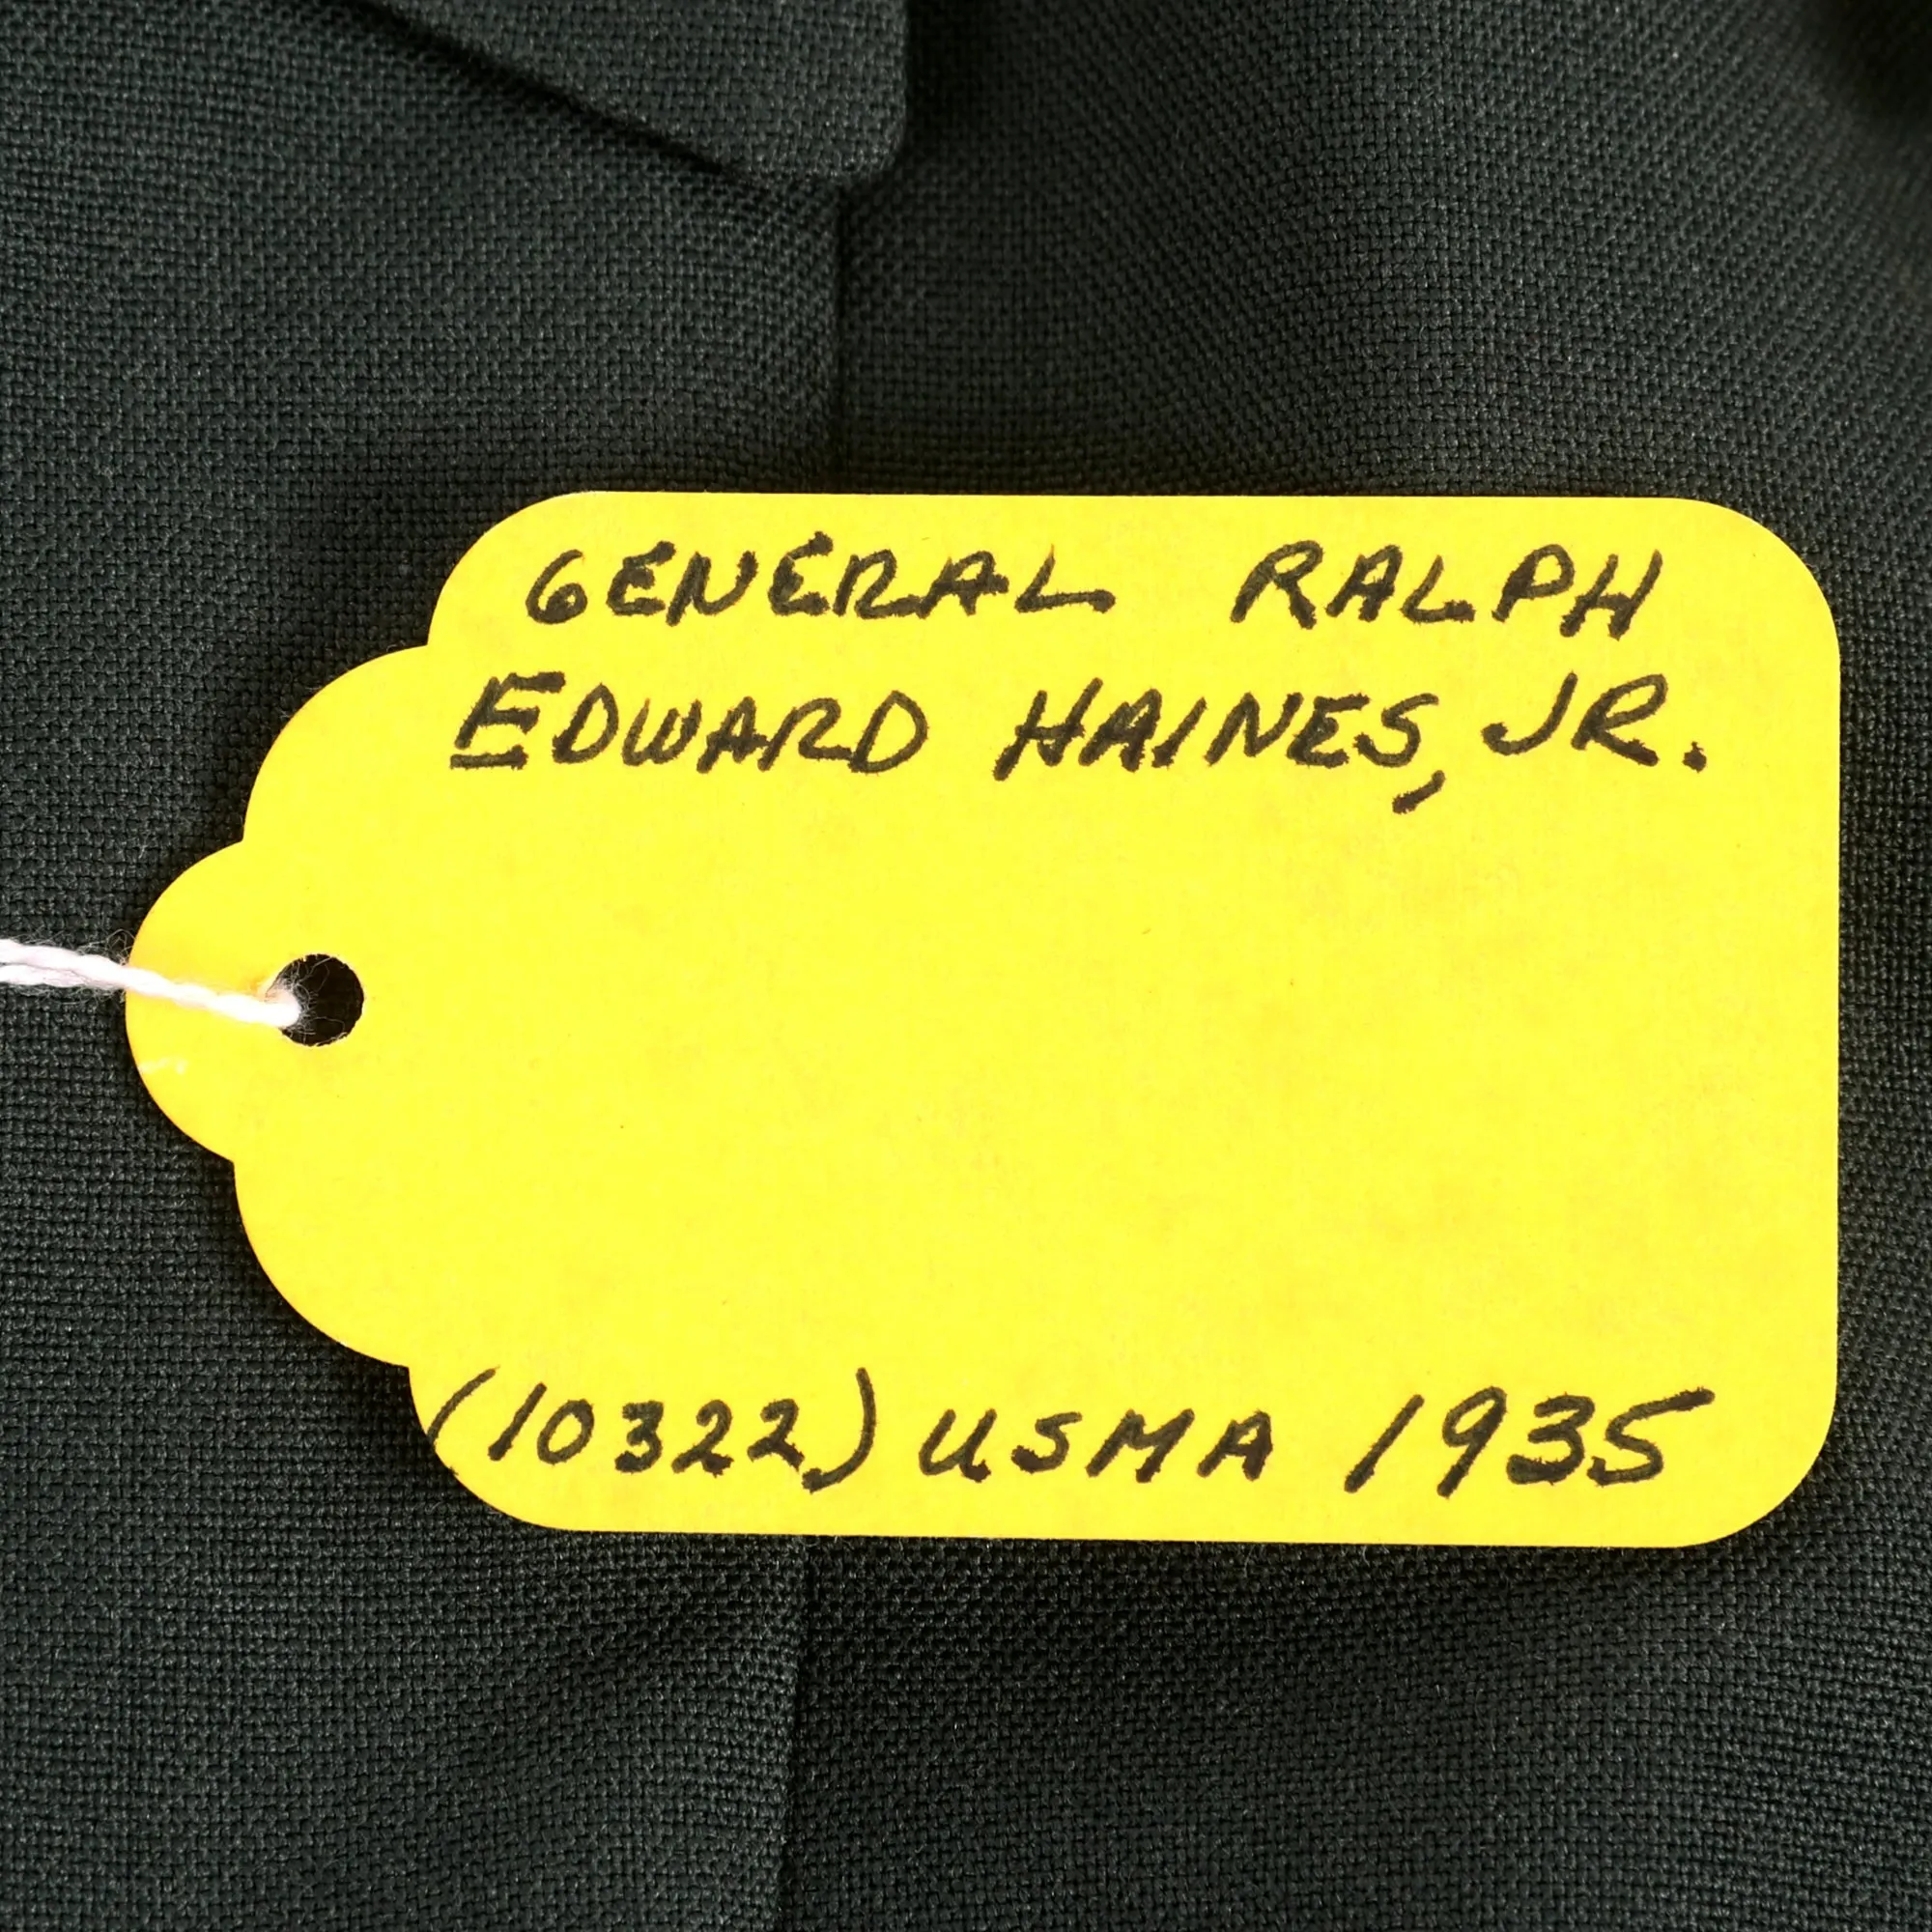 GENERAL RALPH
EDWARD HAINES, JR.
(10322) USMA 1935